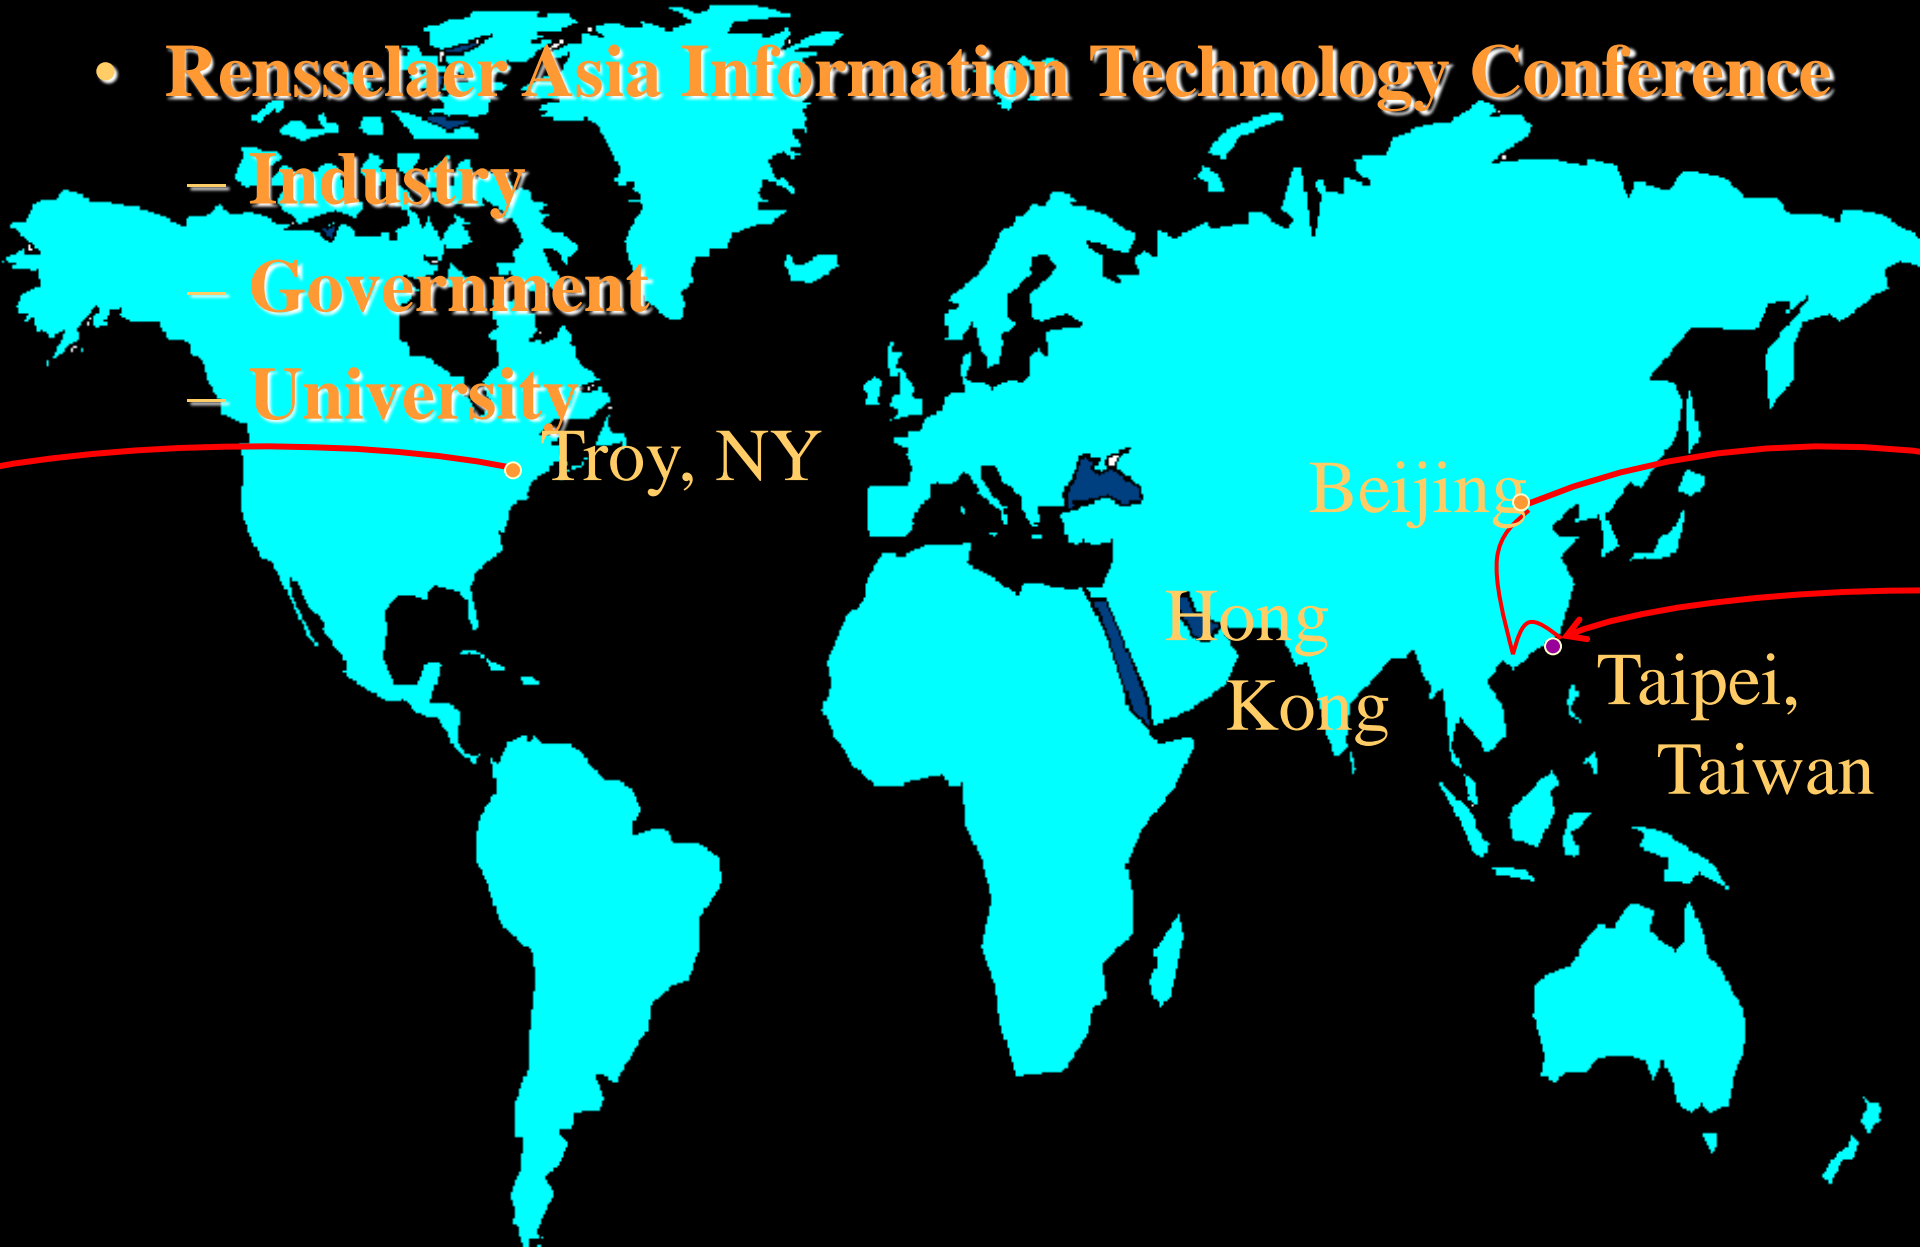 • Rensselaer Asia Information Technology Conference
– Industry
– Government
– University
Troy, NY
Beijing
Hong
Kong
Taipei,
Taiwan